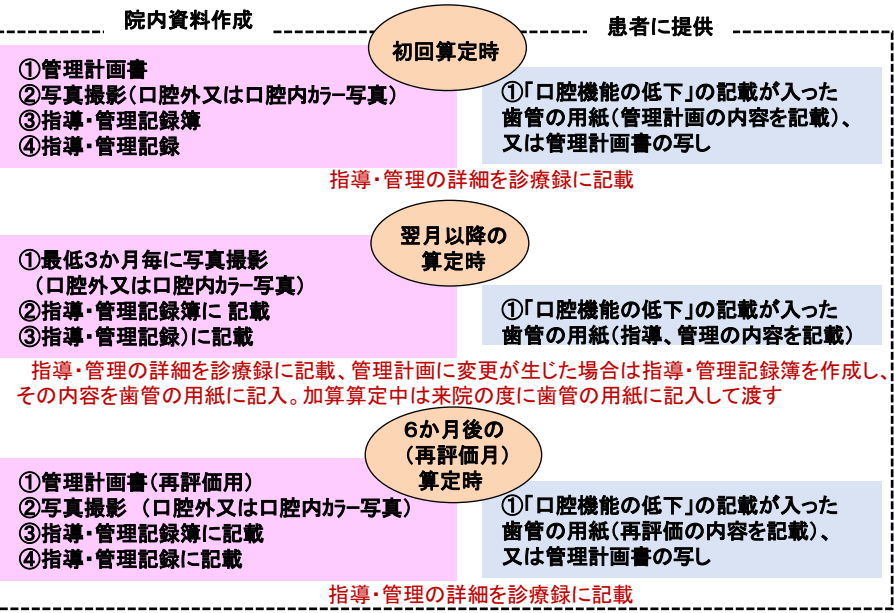 院内資料作成
患者に提供
初回算定時
①管理計画書
②写真撮影(口腔外又は口腔内カラー写真)
③指導・管理記録簿
④指導・管理記録
①「口腔機能の低下」の記載が入った
歯管の用紙(管理計画の内容を記載)、
又は管理計画書の写し
指導・管理の詳細を診療録に記載
翌月以降の
算定時
①最低3か月毎に写真撮影
(口腔外又は口腔内カラー写真)
②指導・管理記録簿に 記載
③指導・管理記録)に記載
①「口腔機能の低下」の記載が入った
歯管の用紙(指導、管理の内容を記載)
指導・管理の詳細を診療録に記載、管理計画に変更が生じた場合は指導・管理記録簿を作成し、
その内容を歯管の用紙に記入。加算算定中は来院の度に歯管の用紙に記入して渡す
6か月後の
(再評価月)
算定時
①管理計画書(再評価用)
②写真撮影 (口腔外又は口腔内カラー写真)
③指導・管理記録簿に記載
④指導・管理記録に記載
①「口腔機能の低下」の記載が入った
歯管の用紙(再評価の内容を記載)、
又は管理計画書の写し
指導・管理の詳細を診療録に記載